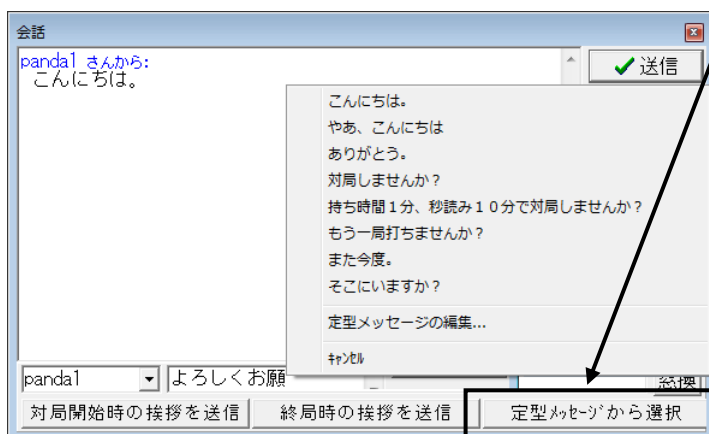 会話
panda1 さんから:
こんにちは。
送信
こんにちは。
やあ、こんにちは
ありがとう。
対局しませんか？
持ち時間１分、秒読み１０分で対局しませんか？
もう一局打ちませんか？
また今度。
そこにいますか？
定型メッセージの編集...
ｷｬﾝｾﾙ
panda1
よろしくお願
対局開始時の挨拶を送信
終局時の挨拶を送信
定型ﾒｯｾｰｼﾞから選択